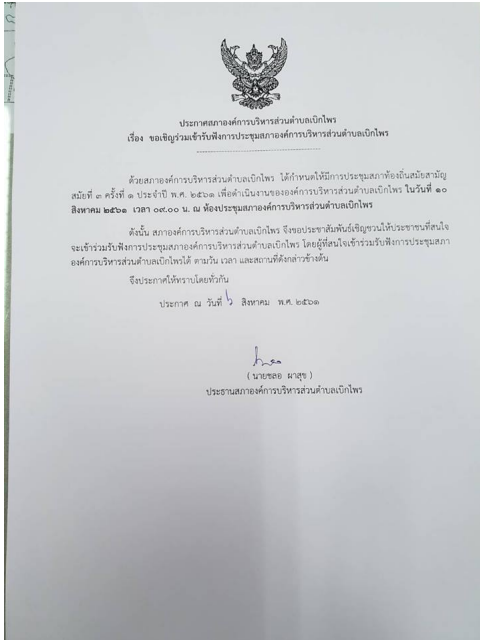 ประกาศสภาองค์การบริหารส่วนตำบลเบิกไพร
เรื่อง ขอเชิญร่วมเข้ารับฟังการประชุมสภาองค์การบริหารส่วนตำบลเบิกไพร
ด้วยสภาองค์การบริหารส่วนตำบลเบิกไพร ได้กำหนดให้มีการประชุมสภาท้องถิ่นสมัยสามัญ
สมัยที่ ๓ ครั้งที่ ๑ ประจำปี พ.ศ. ๒๕๖๑ เพื่อดำเนินงานขององค์การบริหารส่วนตำบลเบิกไพร ในวันที่ ๑๐
สิงหาคม ๒๕๖๑ เวลา ๐๙.๐๐ น. ณ ห้องประชุมสภาองค์การบริหารส่วนตำบลเบิกไพร
ดังนั้น สภาองค์การบริหารส่วนตำบลเบิกไพร จึงขอประชาสัมพันธ์เชิญชวนให้ประชาชนที่สนใจ
จะเข้าร่วมรับฟังการประชุมสภาองค์การบริหารส่วนตำบลเบิกไพร โดยผู้ที่สนใจเข้าร่วมรับฟังการประชุมสภา
องค์การบริหารส่วนตำบลเบิกไพรได้ ตามวัน เวลา และสถานที่ดังกล่าวข้างต้น
จึงประกาศให้ทราบโดยทั่วกัน
ประกาศ ณ วันที่ ๖ สิงหาคม พ.ศ. ๒๕๖๑
( นายชลอ ผาสุข )
ประธานสภาองค์การบริหารส่วนตำบลเบิกไพร